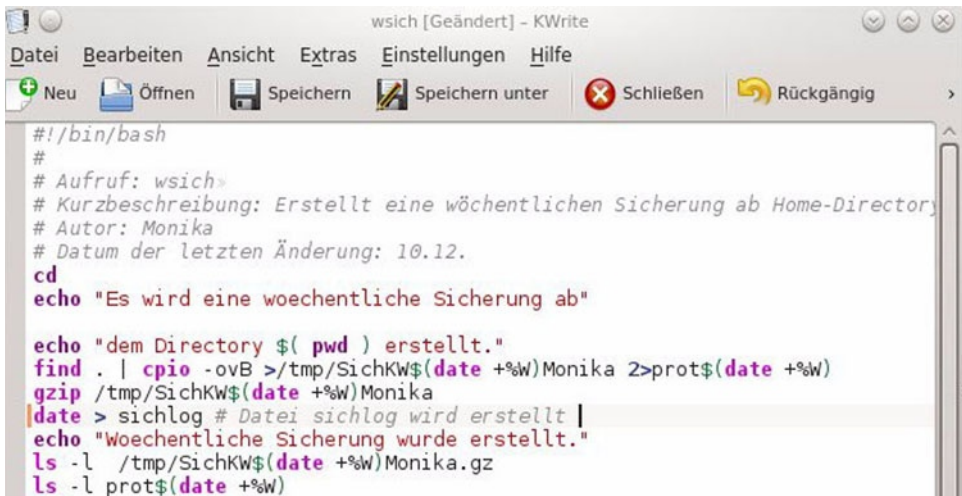 wsich [Geändert] – KWrite
Datei Bearbeiten Ansicht Extras Einstellungen Hilfe
Neu Öffnen Speichern Speichern unter Schließen Rückgängig
#!/bin/bash
#
# Aufruf: wsich»
# Kurzbeschreibung: Erstellt eine wöchentlichen Sicherung ab Home-Directory
# Autor: Monika
# Datum der letzten Änderung: 10.12.
cd
echo "Es wird eine woechentliche Sicherung ab"
echo "dem Directory $( pwd ) erstellt."
find . | cpio -ovB >/tmp/SichKW$(date +%W)Monika 2>prot$(date +%W)
gzip /tmp/SichKW$(date +%W)Monika
date > sichlog # Datei sichlog wird erstellt
echo "Woechentliche Sicherung wurde erstellt."
ls -l /tmp/SichKW$(date +%W)Monika.gz
ls -l prot$(date +%W)